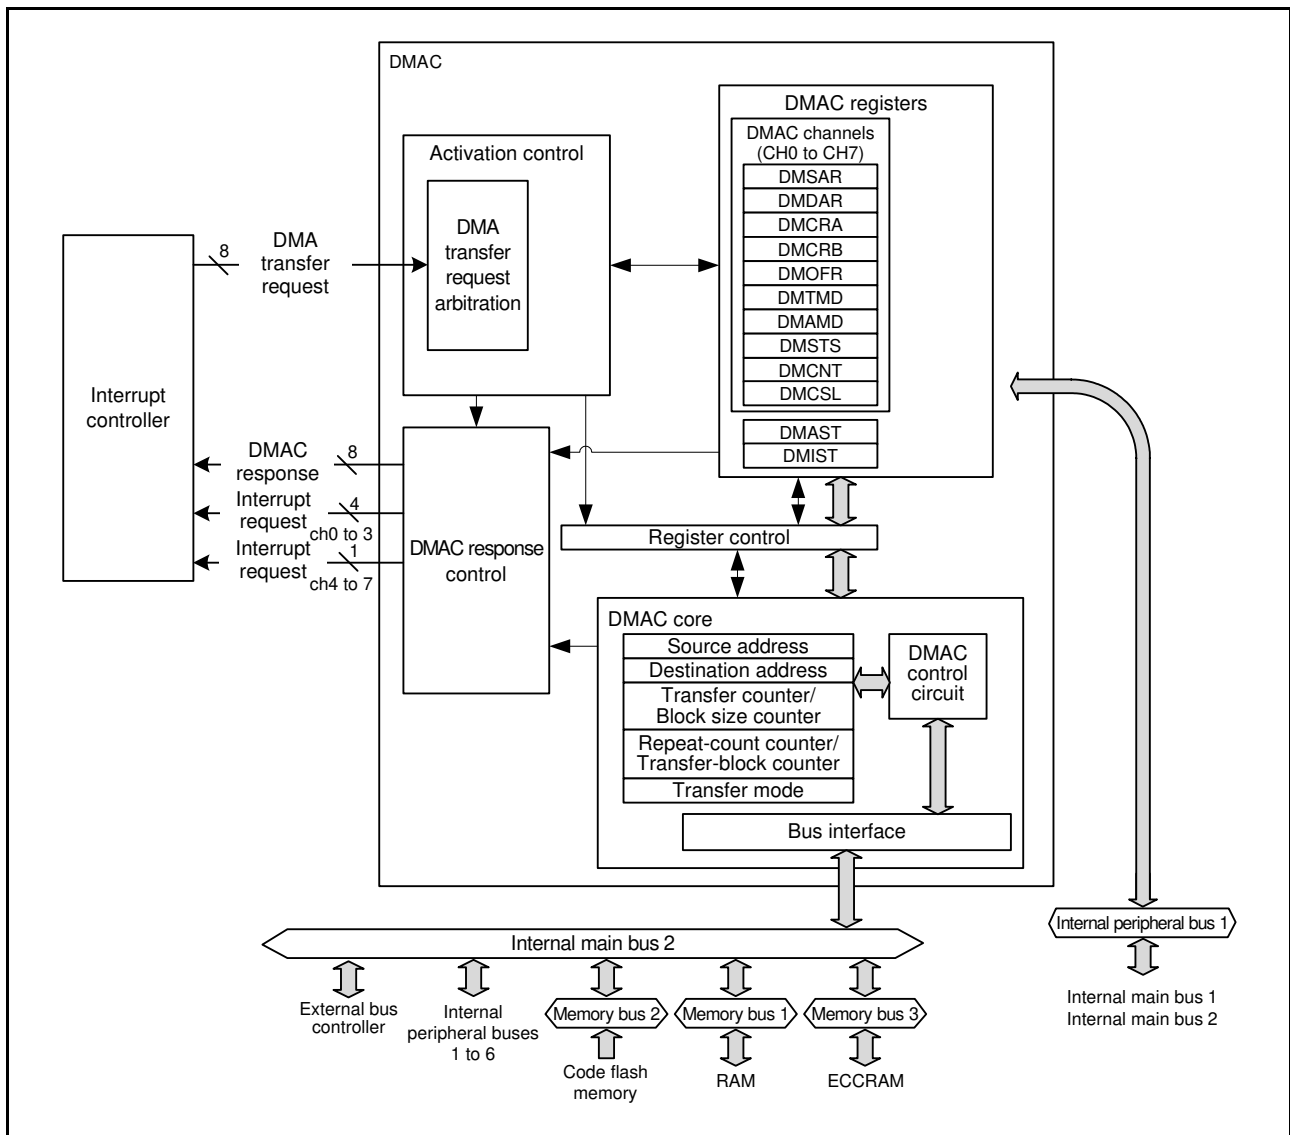 DMAC
DMAC registers
DMAC channels
(CH0 to CH7)
DMSAR
DMDAR
DMCRA
DMCRB
DMOFR
DMTMD
DMAMD
DMSTS
DMCNT
DMCSL
DMAST
DMIST
Activation control
DMA
transfer
request
arbitration
8
DMA
transfer
request
Interrupt
controller
DMAC
response
8
Interrupt
request
4
ch0 to 3
Interrupt
request
1
ch4 to 7
DMAC response
control
Register control
DMAC core
Source address
Destination address
Transfer counter/
Block size counter
Repeat-count counter/
Transfer-block counter
Transfer mode
DMAC
control
circuit
Bus interface
Internal main bus 2
Internal peripheral bus 1
Internal main bus 1
Internal main bus 2
External bus
controller
Internal
peripheral buses
1 to 6
Memory bus 2
Memory bus 1
Memory bus 3
Code flash
memory
RAM
ECCRAM